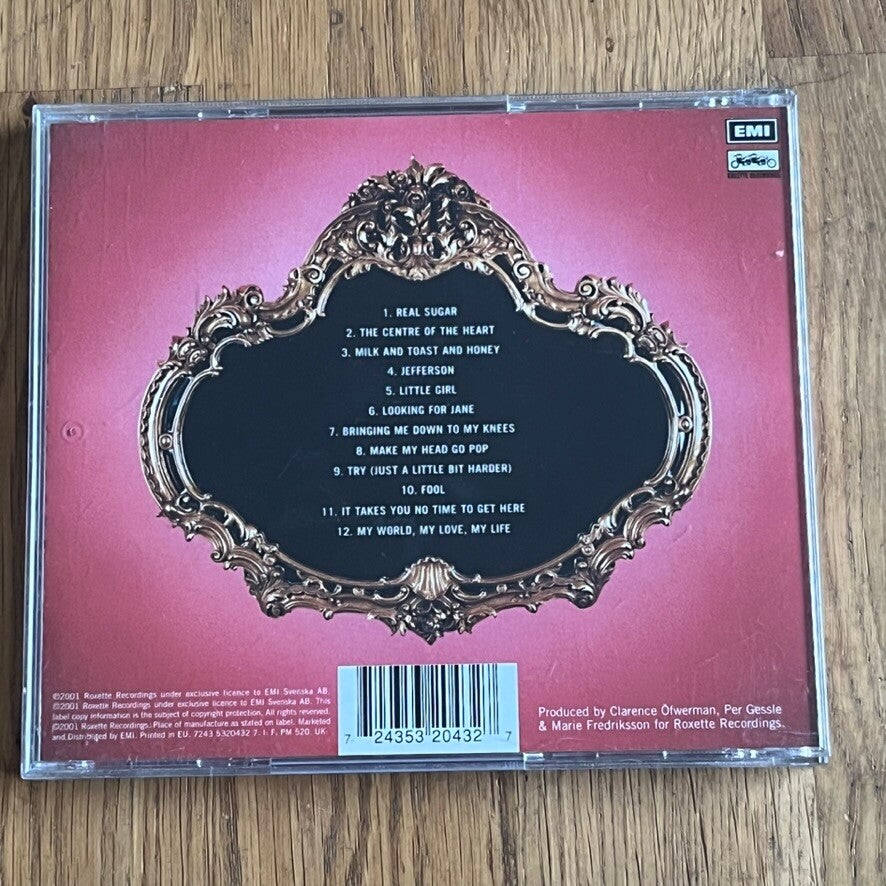 EMI
ROXETTE RECORDINGS
1. REAL SUGAR
2. THE CENTRE OF THE HEART
3. MILK AND TOAST AND HONEY
4. JEFFERSON
5. LITTLE GIRL
6. LOOKING FOR JANE
7. BRINGING ME DOWN TO MY KNEES
8. MAKE MY HEAD GO POP
9. TRY (JUST A LITTLE BIT HARDER)
10. FOOL
11. IT TAKES YOU NO TIME TO GET HERE
12. MY WORLD, MY LOVE, MY LIFE
℗2001 Roxette Recordings under exclusive licence to EMI Svenska AB.
©2001 Roxette Recordings under exclusive licence to EMI Svenska AB. This
label copy information is the subject of copyright protection. All rights reserved.
©2001 Roxette Recordings. Place of manufacture as stated on label. Marketed
and Distributed by EMI. Printed in EU. 7243 5320432 7. I: F. PM 520. UK:
7 24353 20432 7
Produced by Clarence Öfwerman, Per Gessle
& Marie Fredriksson for Roxette Recordings.